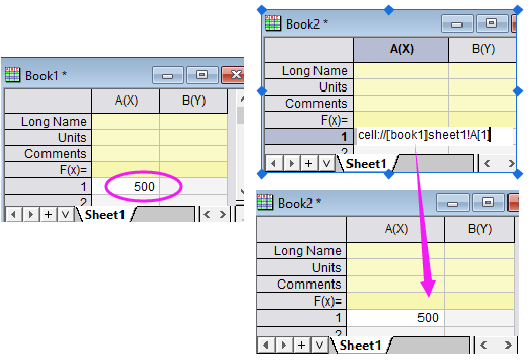 Book1 *
A(X) B(Y)
Long Name
Units
Comments
F(x)=
1 500
2
Sheet1
Book2 *
A(X) B(Y)
Long Name
Units
Comments
F(x)=
1 cell://[book1]sheet1!A[1]
2
Sheet1
Book2 *
A(X) B(Y)
Long Name
Units
Comments
F(x)=
1 500
2
Sheet1